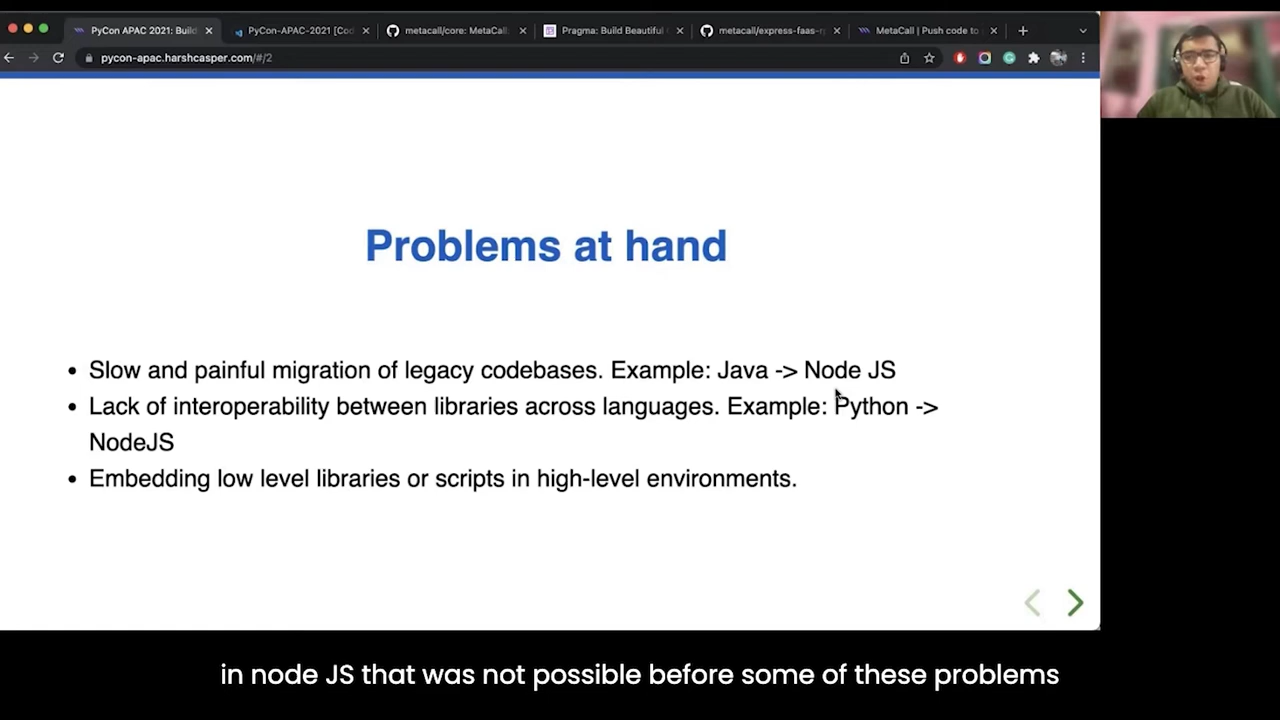 PyCon APAC 2021: Build
PyCon-APAC-2021 [Cod
metacall/core: MetaCall
Pragma: Build Beautiful
metacall/express-faas-r
MetaCall | Push code to
pycon-apac.harshcasper.com/#/2
Problems at hand
• Slow and painful migration of legacy codebases. Example: Java -> Node JS
• Lack of interoperability between libraries across languages. Example: Python ->
NodeJS
• Embedding low level libraries or scripts in high-level environments.
in node JS that was not possible before some of these problems